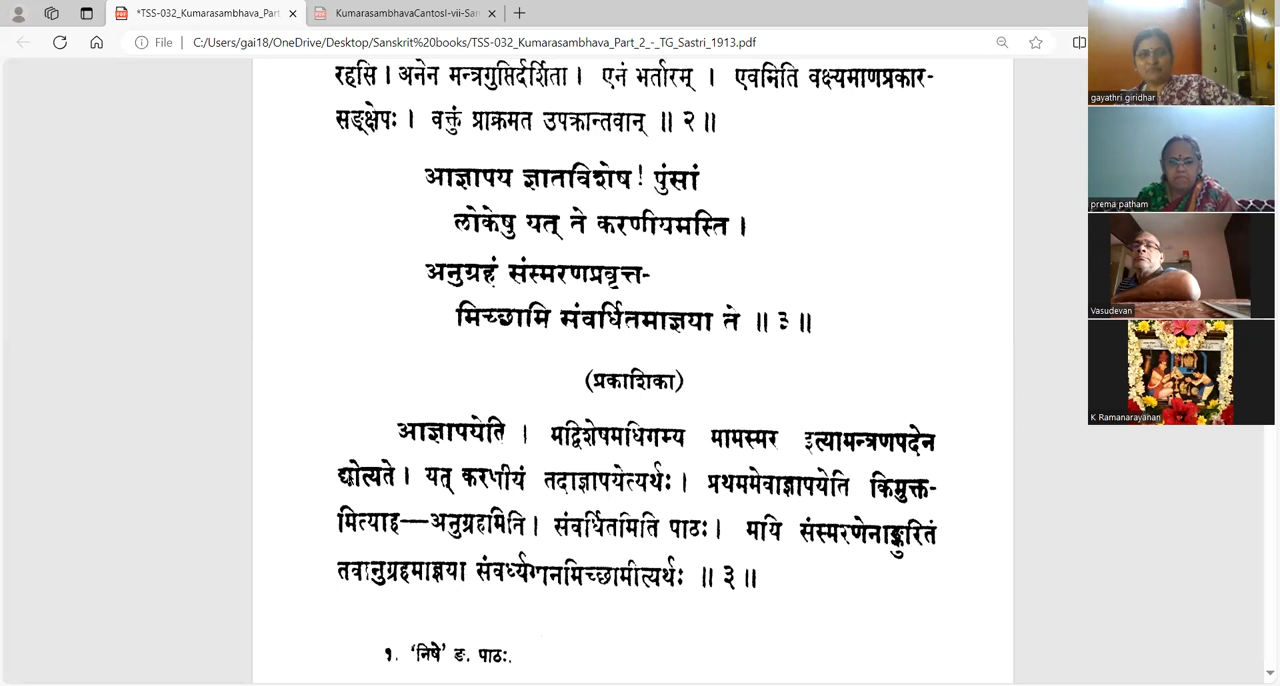 *TSS-032_Kumarasambhava_Part
KumarasambhavaCantosI-vii-San
File
C:/Users/gai18/OneDrive/Desktop/Sanskrit%20books/TSS-032_Kumarasambhava_Part_2_-_TG_Sastri_1913.pdf
रहसि । अनेन मन्त्रगुप्तिर्दर्शिता । एनं भर्तारम् । एवमिति वक्ष्यमाणप्रकार-
सङ्क्षेपः । वक्तुं प्राक्रमत उपक्रान्तवान् ॥ २ ॥
आज्ञापय ज्ञातविशेष! पुंसां
लोकेषु यत् ते करणीयमस्ति ।
अनुग्रहं संस्मरणप्रवृत्त-
मिच्छामि संवर्धितमाज्ञया ते ॥ ३ ॥
(प्रकाशिका)
आज्ञापयेति । मद्विशेषमधिगम्य मामस्मर इत्यामन्त्रणपदेन
द्योत्यते । यत् करणीयं तदाज्ञापयेत्यर्थः । प्रथममेवाज्ञापयेति किमुक्त-
मित्याह—अनुग्रहमिति । संवर्धितमिति पाठः । मयि संस्मरणेनाङ्कुरितं
तवानुग्रहमाज्ञया संवर्ध्यमानमिच्छामीत्यर्थः ॥ ३ ॥
१. 'निषे' ङ. पाठः.
gayathri giridhar
prema patham
Vasudevan
K Ramanarayanan